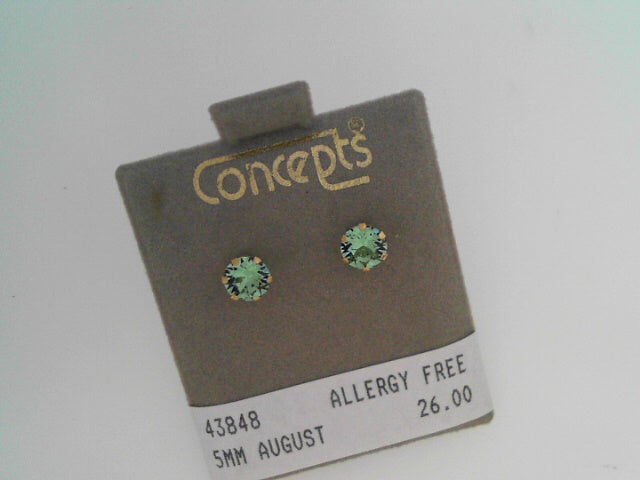 Concepts®
43848 ALLERGY FREE
5MM AUGUST 26.00